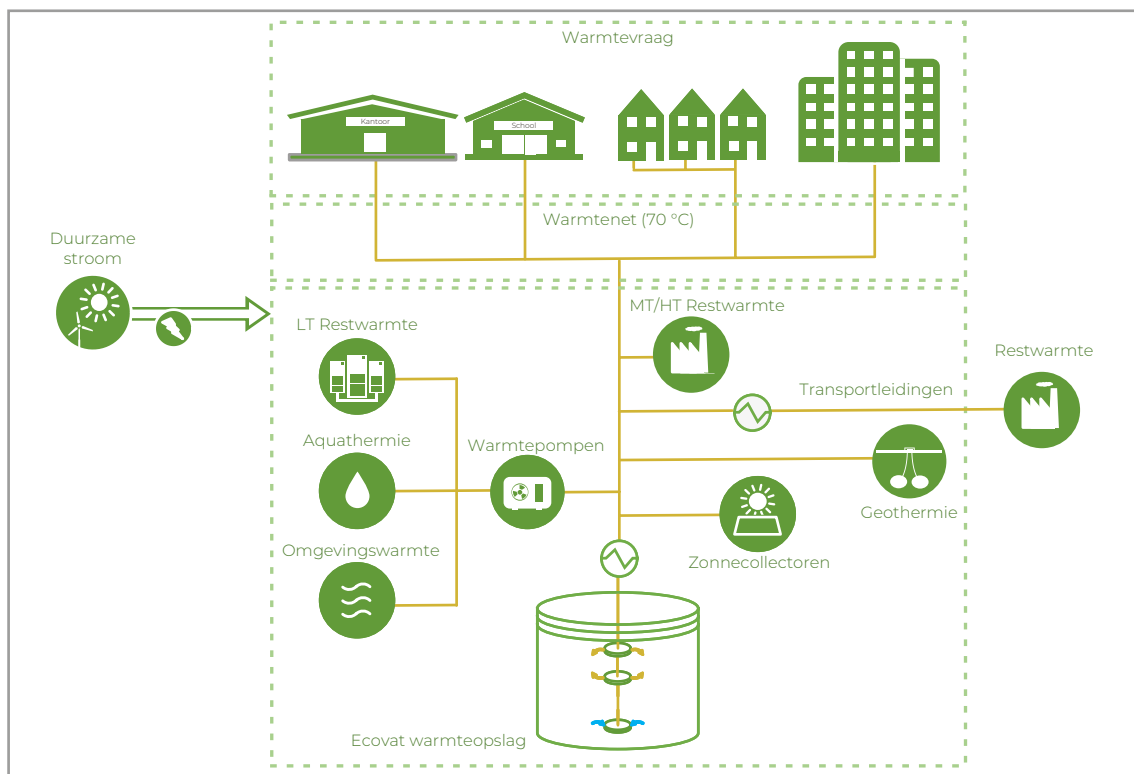 Warmtevraag
Kantoor
School
Warmtenet (70 °C)
Duurzame
stroom
LT Restwarmte
MT/HT Restwarmte
Restwarmte
Transportleidingen
Aquathermie
Warmtepompen
Geothermie
Omgevingswarmte
Zonnecollectoren
Ecovat warmteopslag